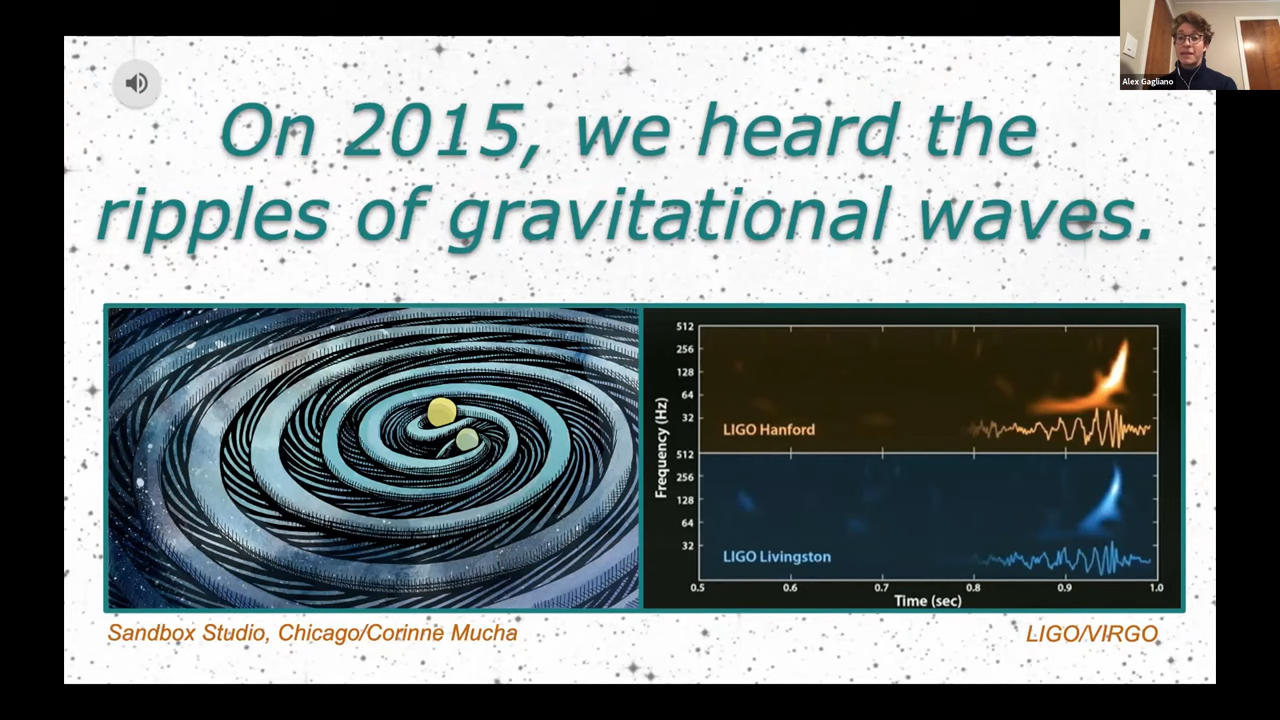 Alex Gagliano
On 2015, we heard the
ripples of gravitational waves.
Frequency (Hz)
512
256
128
64
32
LIGO Hanford
512
256
128
64
32
LIGO Livingston
0.5 0.6 0.7 0.8 0.9 1.0
Time (sec)
Sandbox Studio, Chicago/Corinne Mucha
LIGO/VIRGO